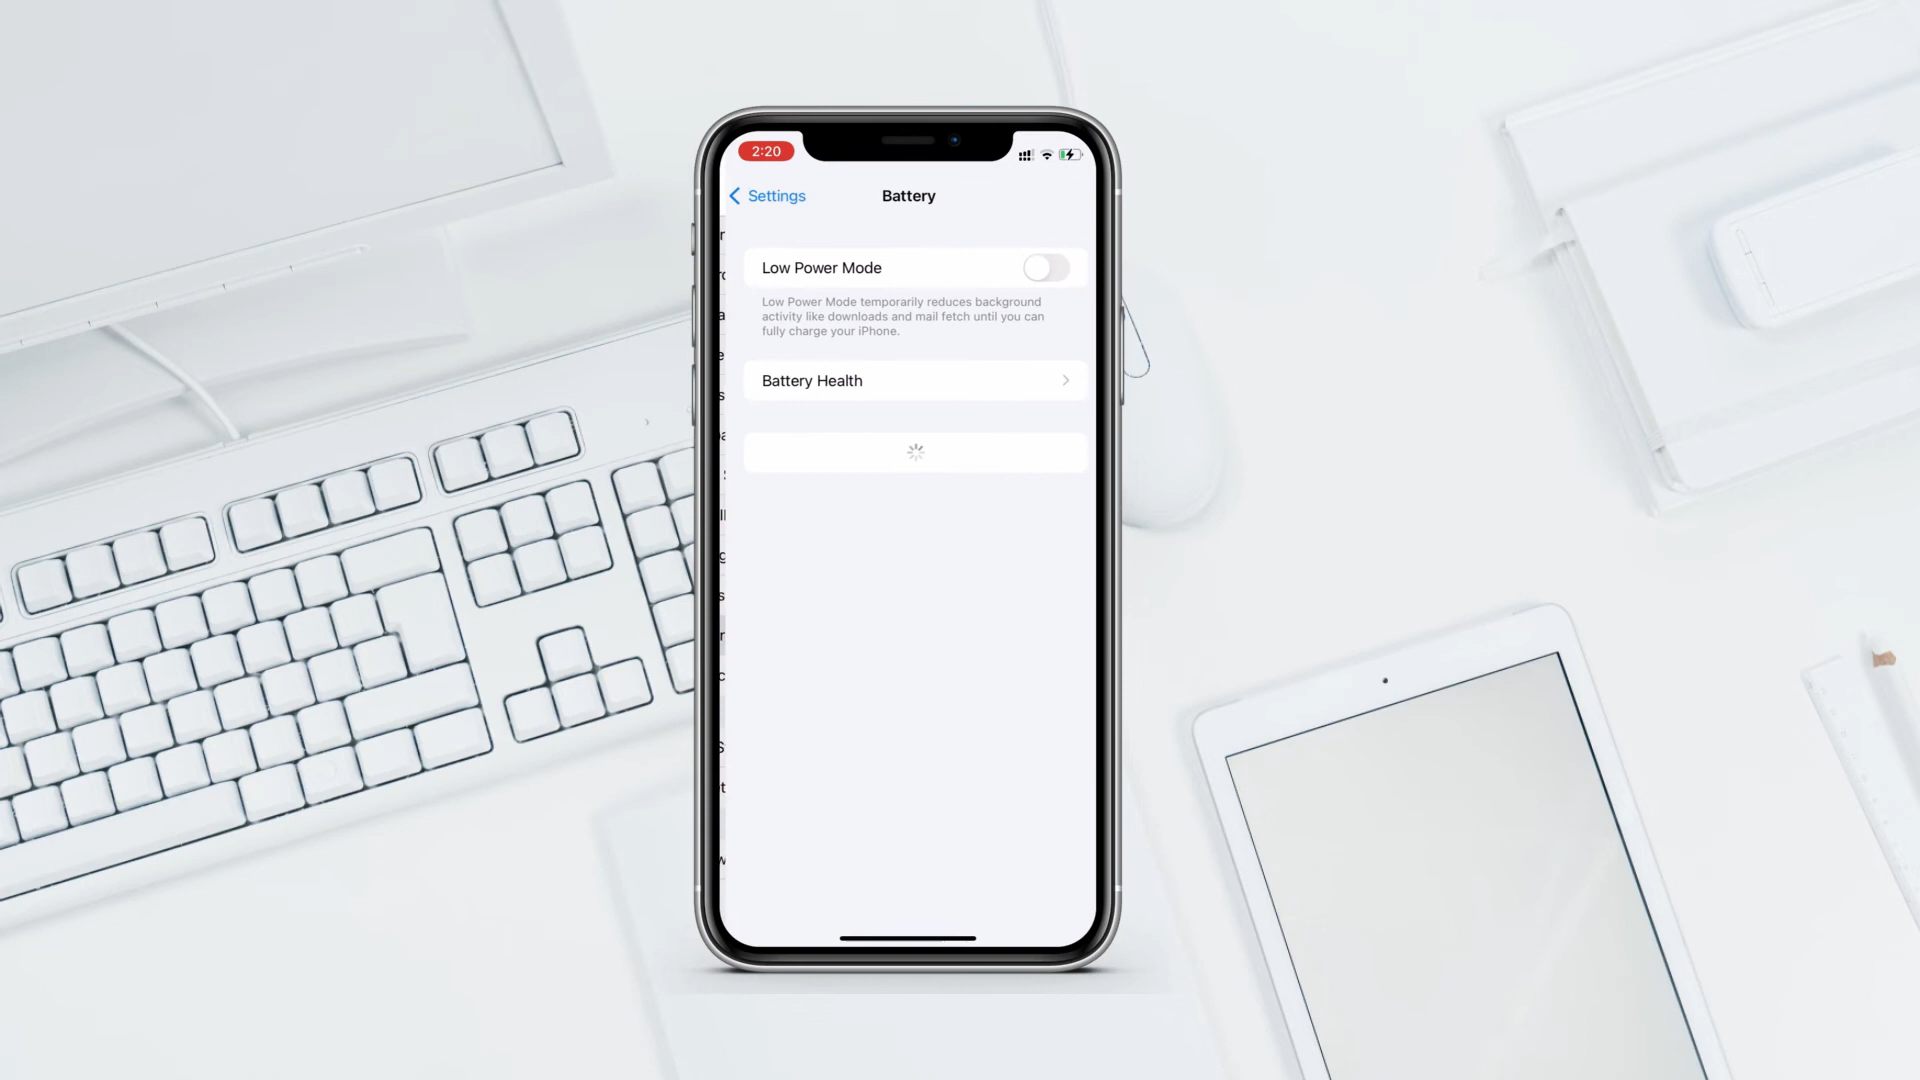 2:20
Settings
Battery
Low Power Mode
Low Power Mode temporarily reduces background
activity like downloads and mail fetch until you can
fully charge your iPhone.
Battery Health